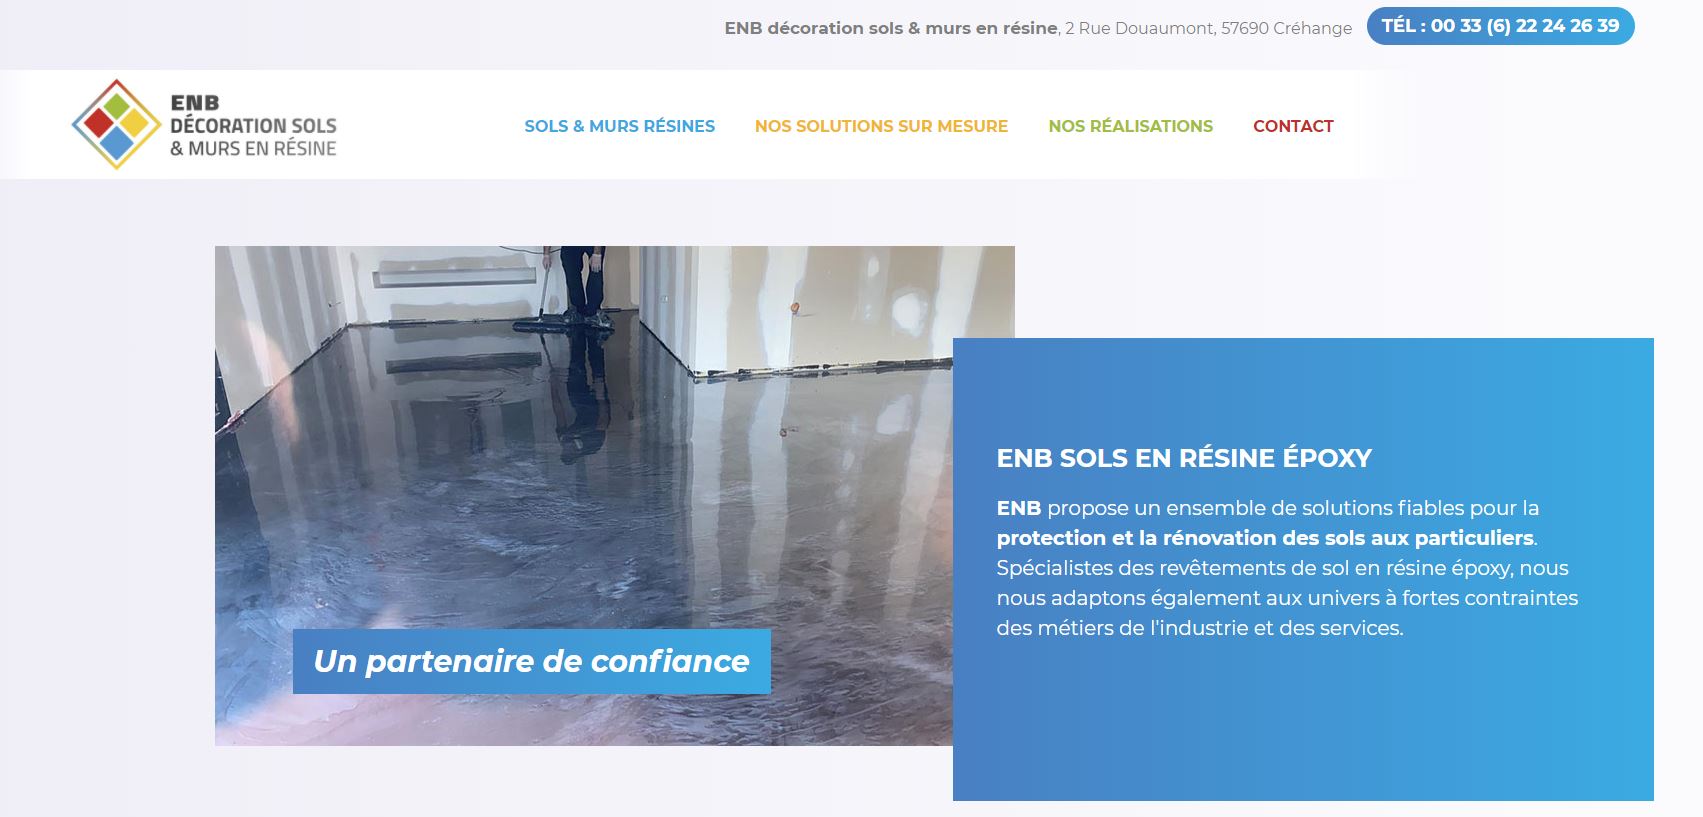 ENB décoration sols & murs en résine, 2 Rue Douaumont, 57690 Créhange
TÉL : 00 33 (6) 22 24 26 39
ENB
DÉCORATION SOLS
& MURS EN RÉSINE
SOLS & MURS RÉSINES
NOS SOLUTIONS SUR MESURE
NOS RÉALISATIONS
CONTACT
Un partenaire de confiance
ENB SOLS EN RÉSINE ÉPOXY
ENB propose un ensemble de solutions fiables pour la
protection et la rénovation des sols aux particuliers.
Spécialistes des revêtements de sol en résine époxy, nous
nous adaptons également aux univers à fortes contraintes
des métiers de l'industrie et des services.